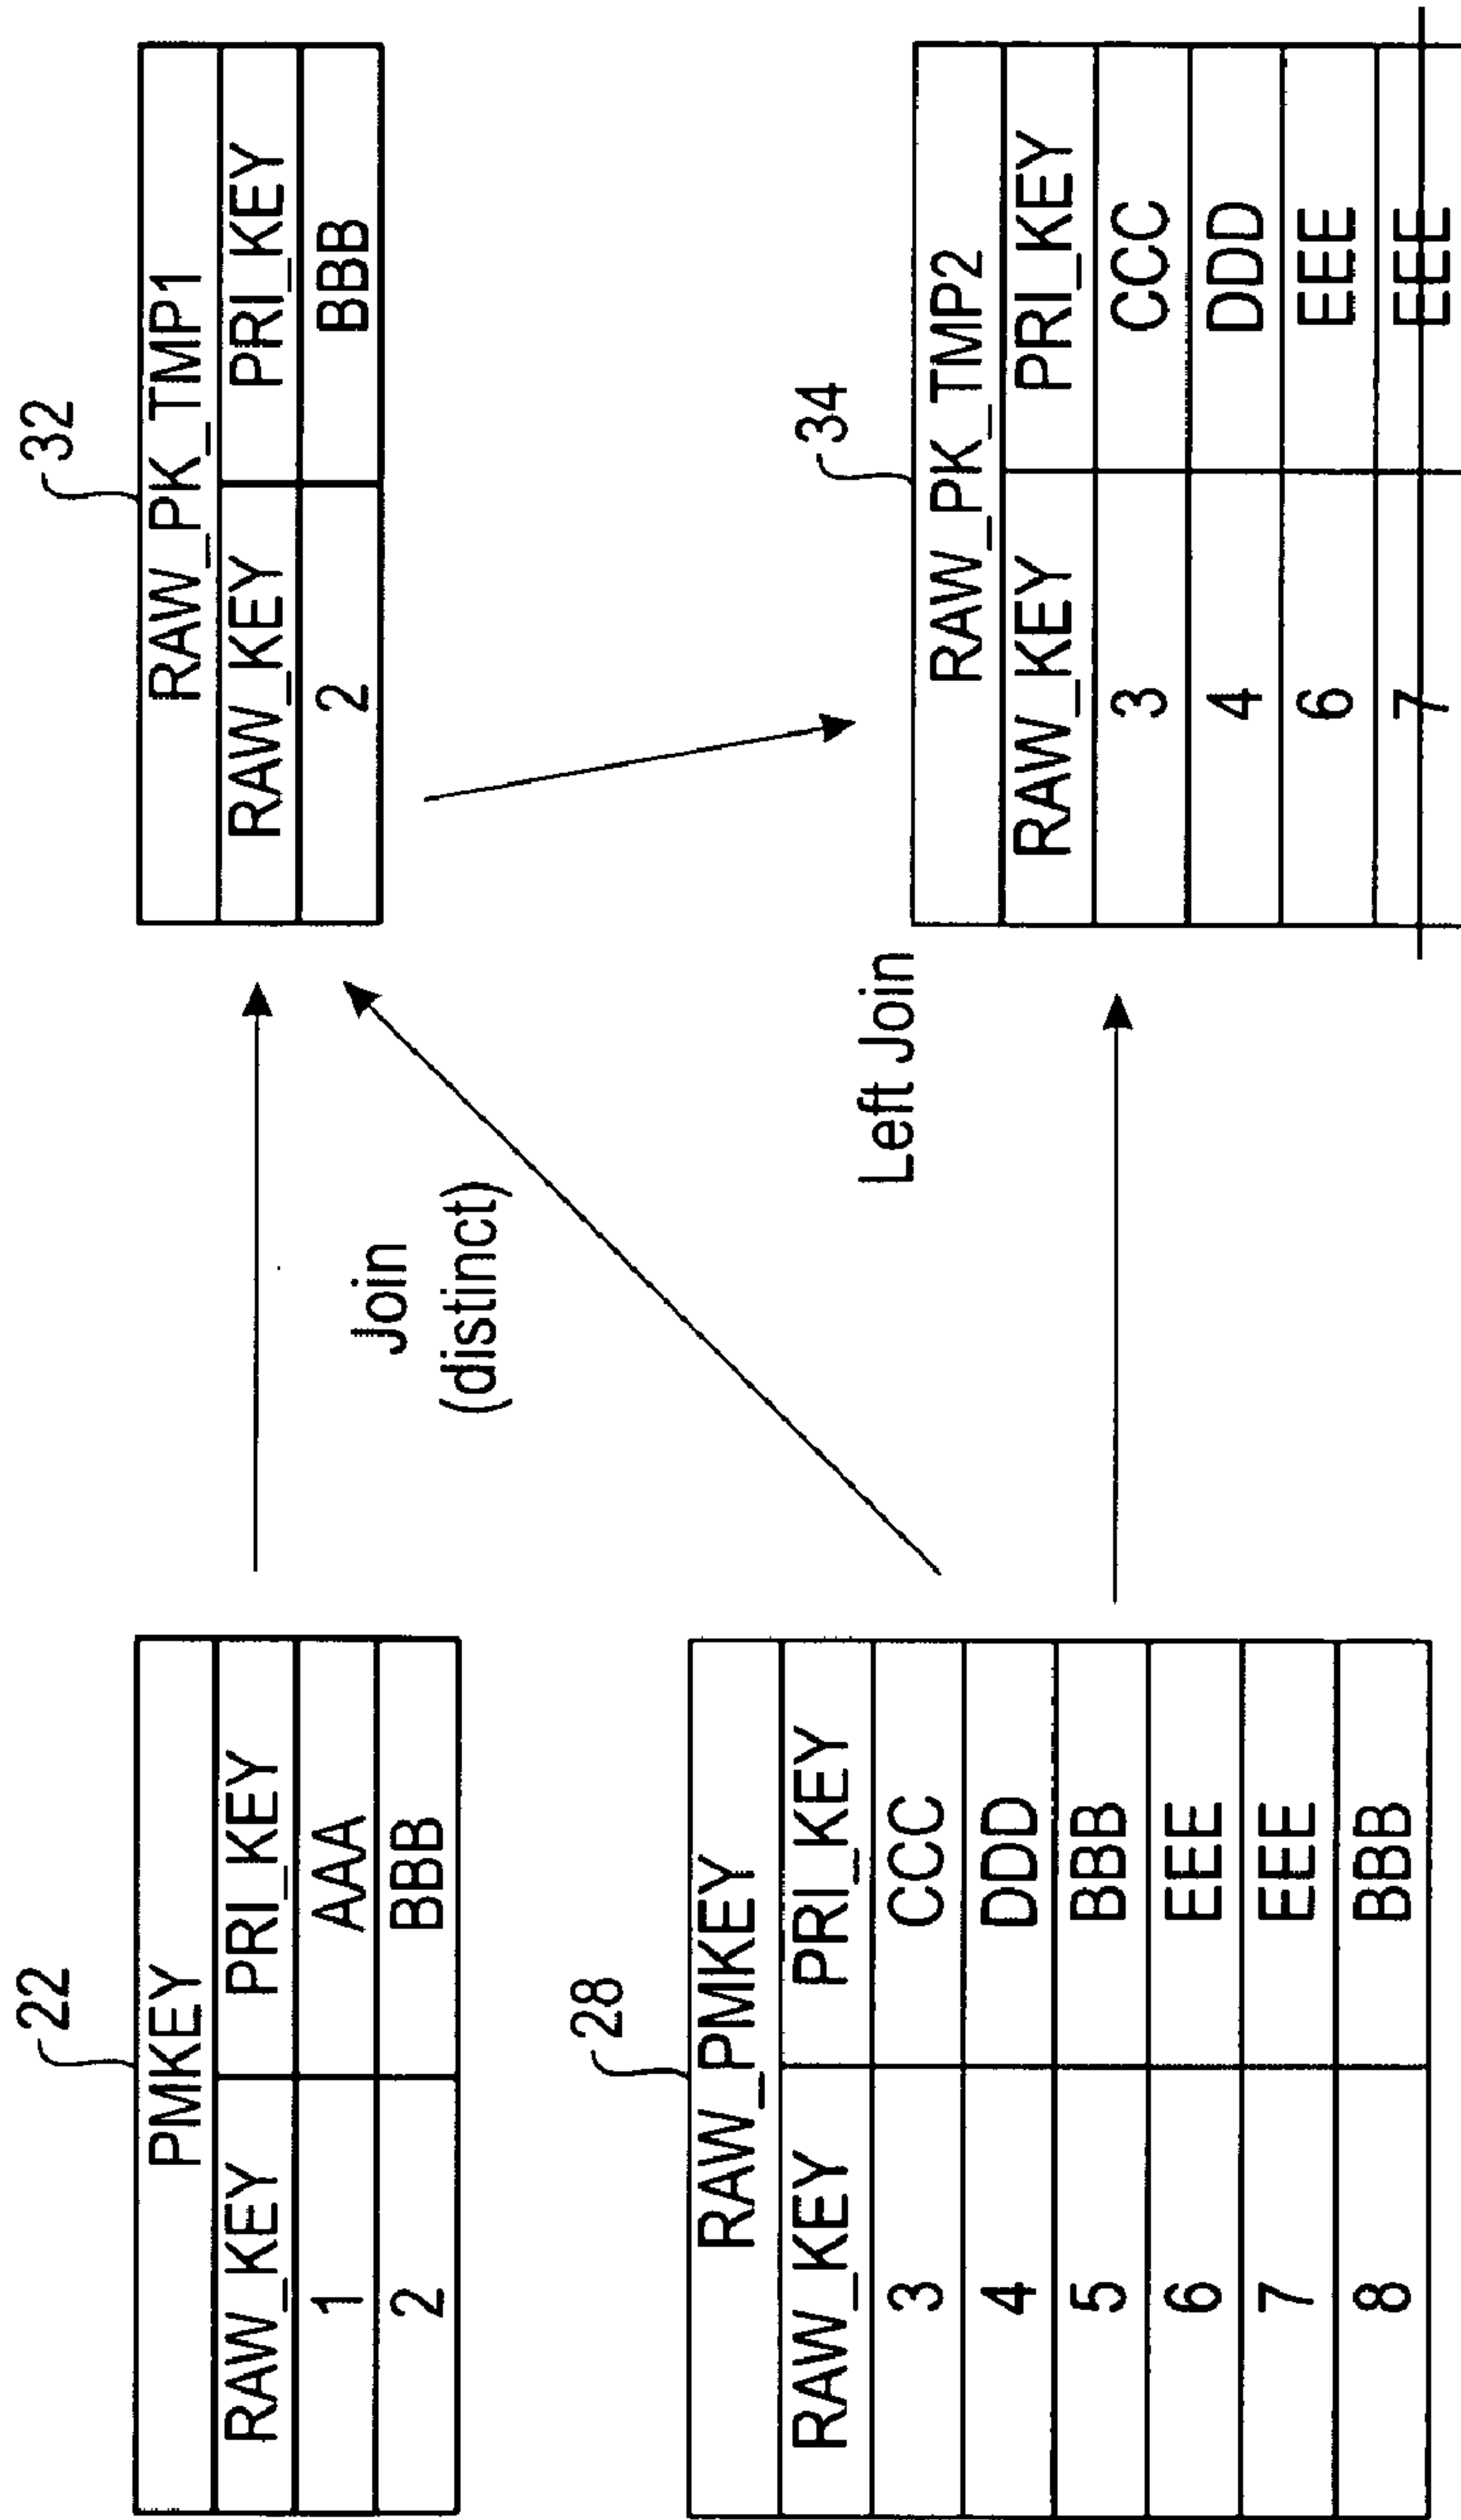 22
PMKEY
RAW_KEY PRI_KEY
1 AAA
2 BBB
28
RAW_PMKEY
RAW_KEY PRI_KEY
3 CCC
4 DDD
5 BBB
6 EEE
7 EEE
8 BBB
Join
(distinct)
Left Join
32
RAW_PK_TMP1
RAW_KEY PRI_KEY
2 BBB
34
RAW_PK_TMP2
RAW_KEY PRI_KEY
3 CCC
4 DDD
6 EEE
7 EEE